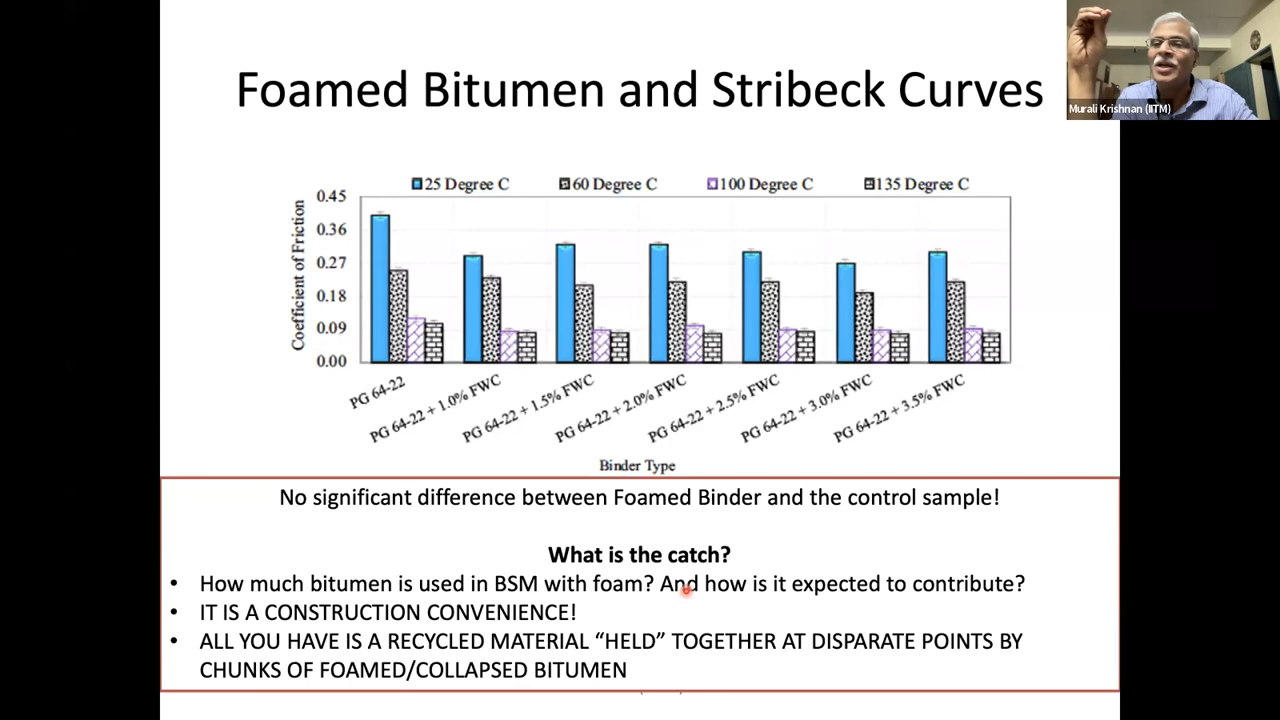 Foamed Bitumen and Stribeck Curves
Murali Krishnan (IITM)
25 Degree C 60 Degree C 100 Degree C 135 Degree C
Coefficient of Friction
0.45
0.36
0.27
0.18
0.09
0.00
PG 64-22
PG 64-22 + 1.0% FWC
PG 64-22 + 1.5% FWC
PG 64-22 + 2.0% FWC
PG 64-22 + 2.5% FWC
PG 64-22 + 3.0% FWC
PG 64-22 + 3.5% FWC
Binder Type
No significant difference between Foamed Binder and the control sample!
What is the catch?
• How much bitumen is used in BSM with foam? And how is it expected to contribute?
• IT IS A CONSTRUCTION CONVENIENCE!
• ALL YOU HAVE IS A RECYCLED MATERIAL “HELD” TOGETHER AT DISPARATE POINTS BY
CHUNKS OF FOAMED/COLLAPSED BITUMEN